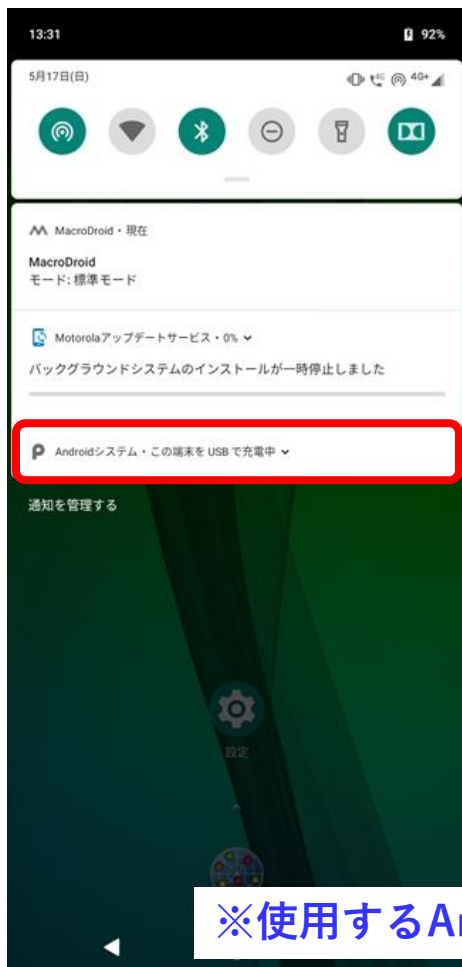 13:31
92%
5月17日(日)
4G
4G+
MacroDroid・現在
MacroDroid
モード: 標準モード
Motorolaアップデートサービス・0%
バックグラウンドシステムのインストールが一時停止しました
Androidシステム・この端末を USB で充電中
通知を管理する
設定
※使用するA